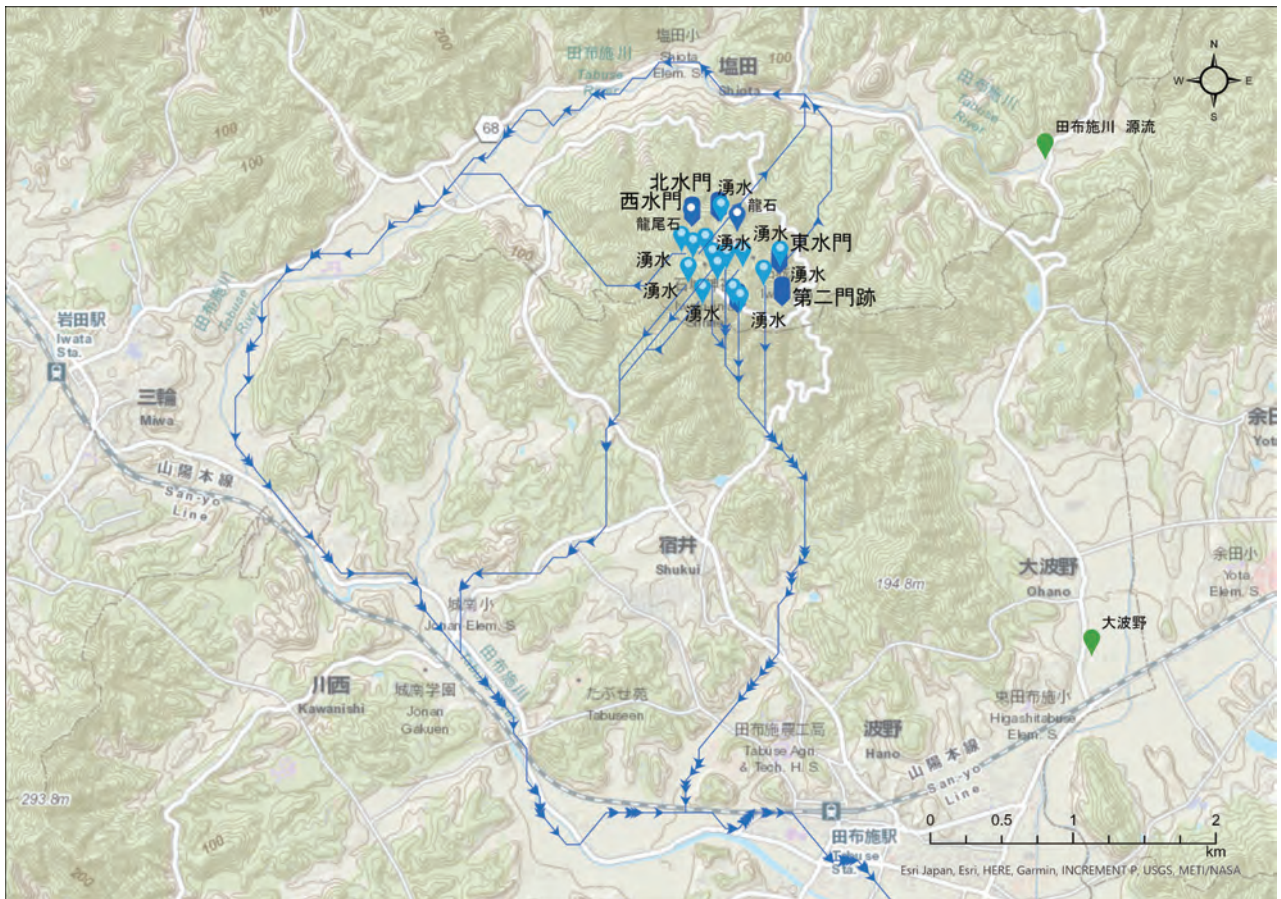 200
塩田小
Shiota
Elem. S.
塩田
Shiota
100
田布施川
Tabuse
River
田布施川
Tabuse
River
N
W
E
S
田布施川 源流
68
100
100
200
北水門
湧水
西水門
龍石
龍尾石
湧水
湧水
東水門
湧水
湧水
湧水
第二門跡
湧水
湧水
100
田布施川
Tabuse
River
岩田駅
Iwata
Sta.
三輪
Miwa
山陽本線
San-yo
Line
余田
宿井
Shukui
194.8m
大波野
Ohano
余田小
Yota
Elem. S.
大波野
城南小
Jonan Elem. S.
田布施川
川西
Kawanishi
城南学園
Jonan
Gakuen
たぶせ苑
Tabuseen
東田布施小
Higashitabuse
Elem. S.
田布施農工高
Tabuse Agri
& Tech. H. S.
波野
Hano
山陽本線
San-yo
Line
293.8m
100
200
田布施駅
Tabuse
Sta.
0
0.5
1
2
km
Esri Japan, Esri, HERE, Garmin, INCREMENT P, USGS, METI/NASA